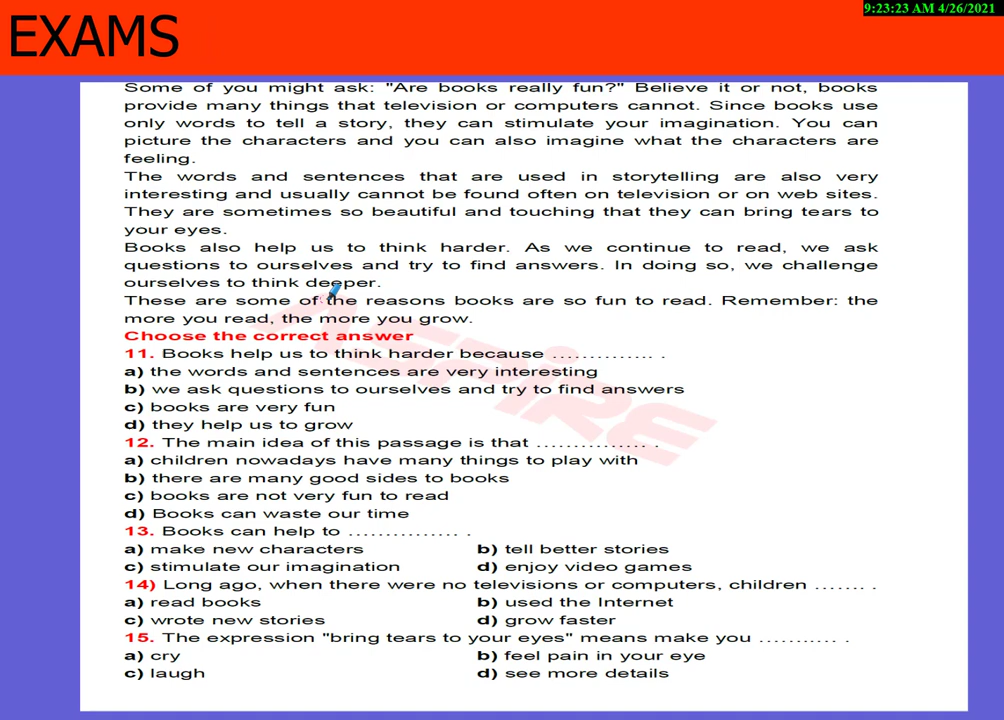 9:23:23 AM 4/26/2021
EXAMS
Some of you might ask: "Are books really fun?" Believe it or not, books
provide many things that television or computers cannot. Since books use
only words to tell a story, they can stimulate your imagination. You can
picture the characters and you can also imagine what the characters are
feeling.
The words and sentences that are used in storytelling are also very
interesting and usually cannot be found often on television or on web sites.
They are sometimes so beautiful and touching that they can bring tears to
your eyes.
Books also help us to think harder. As we continue to read, we ask
questions to ourselves and try to find answers. In doing so, we challenge
ourselves to think deeper.
These are some of the reasons books are so fun to read. Remember: the
more you read, the more you grow.
Choose the correct answer
11. Books help us to think harder because .............. .
a) the words and sentences are very interesting
b) we ask questions to ourselves and try to find answers
c) books are very fun
d) they help us to grow
12. The main idea of this passage is that ............... .
a) children nowadays have many things to play with
b) there are many good sides to books
c) books are not very fun to read
d) Books can waste our time
13. Books can help to ............... .
a) make new characters b) tell better stories
c) stimulate our imagination d) enjoy video games
14) Long ago, when there were no televisions or computers, children ....... .
a) read books b) used the Internet
c) wrote new stories d) grow faster
15. The expression "bring tears to your eyes" means make you ........... .
a) cry b) feel pain in your eye
c) laugh d) see more details
ASPIRE